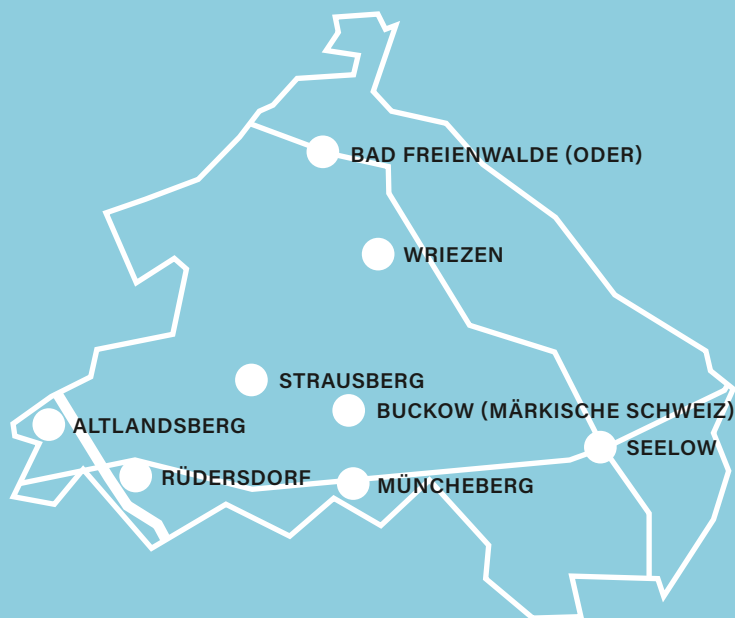 BAD FREIENWALDE (ODER)
WRIEZEN
STRAUSBERG
BUCKOW (MÄRKISCHE SCHWEIZ)
ALTLANDSBERG
SEELOW
RÜDERSDORF
MÜNCHEBERG